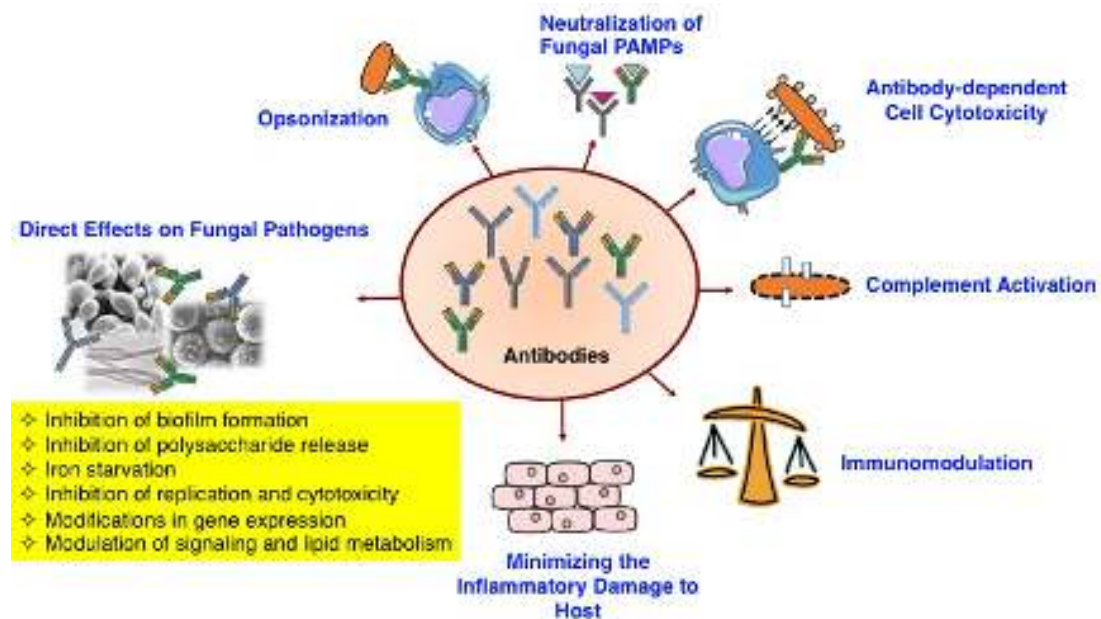 Neutralization of
Fungal PAMPs
Opsonization
Antibody-dependent
Cell Cytotoxicity
Direct Effects on Fungal Pathogens
Complement Activation
Antibodies
✧ Inhibition of biofilm formation
✧ Inhibition of polysaccharide release
✧ Iron starvation
✧ Inhibition of replication and cytotoxicity
✧ Modifications in gene expression
✧ Modulation of signaling and lipid metabolism
Immunomodulation
Minimizing the
Inflammatory Damage to
Host